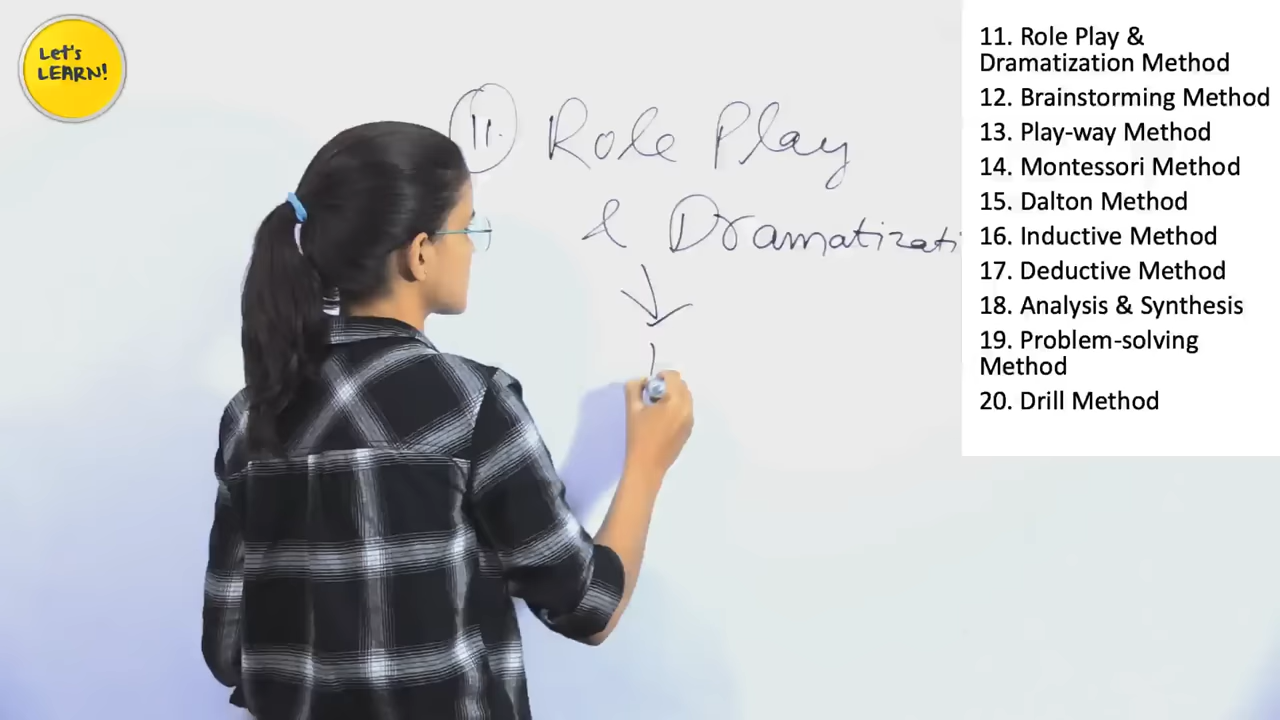 Let's
LEARN!
11. Role Play
& Dramatizati
11. Role Play &
Dramatization Method
12. Brainstorming Method
13. Play-way Method
14. Montessori Method
15. Dalton Method
16. Inductive Method
17. Deductive Method
18. Analysis & Synthesis
19. Problem-solving
Method
20. Drill Method